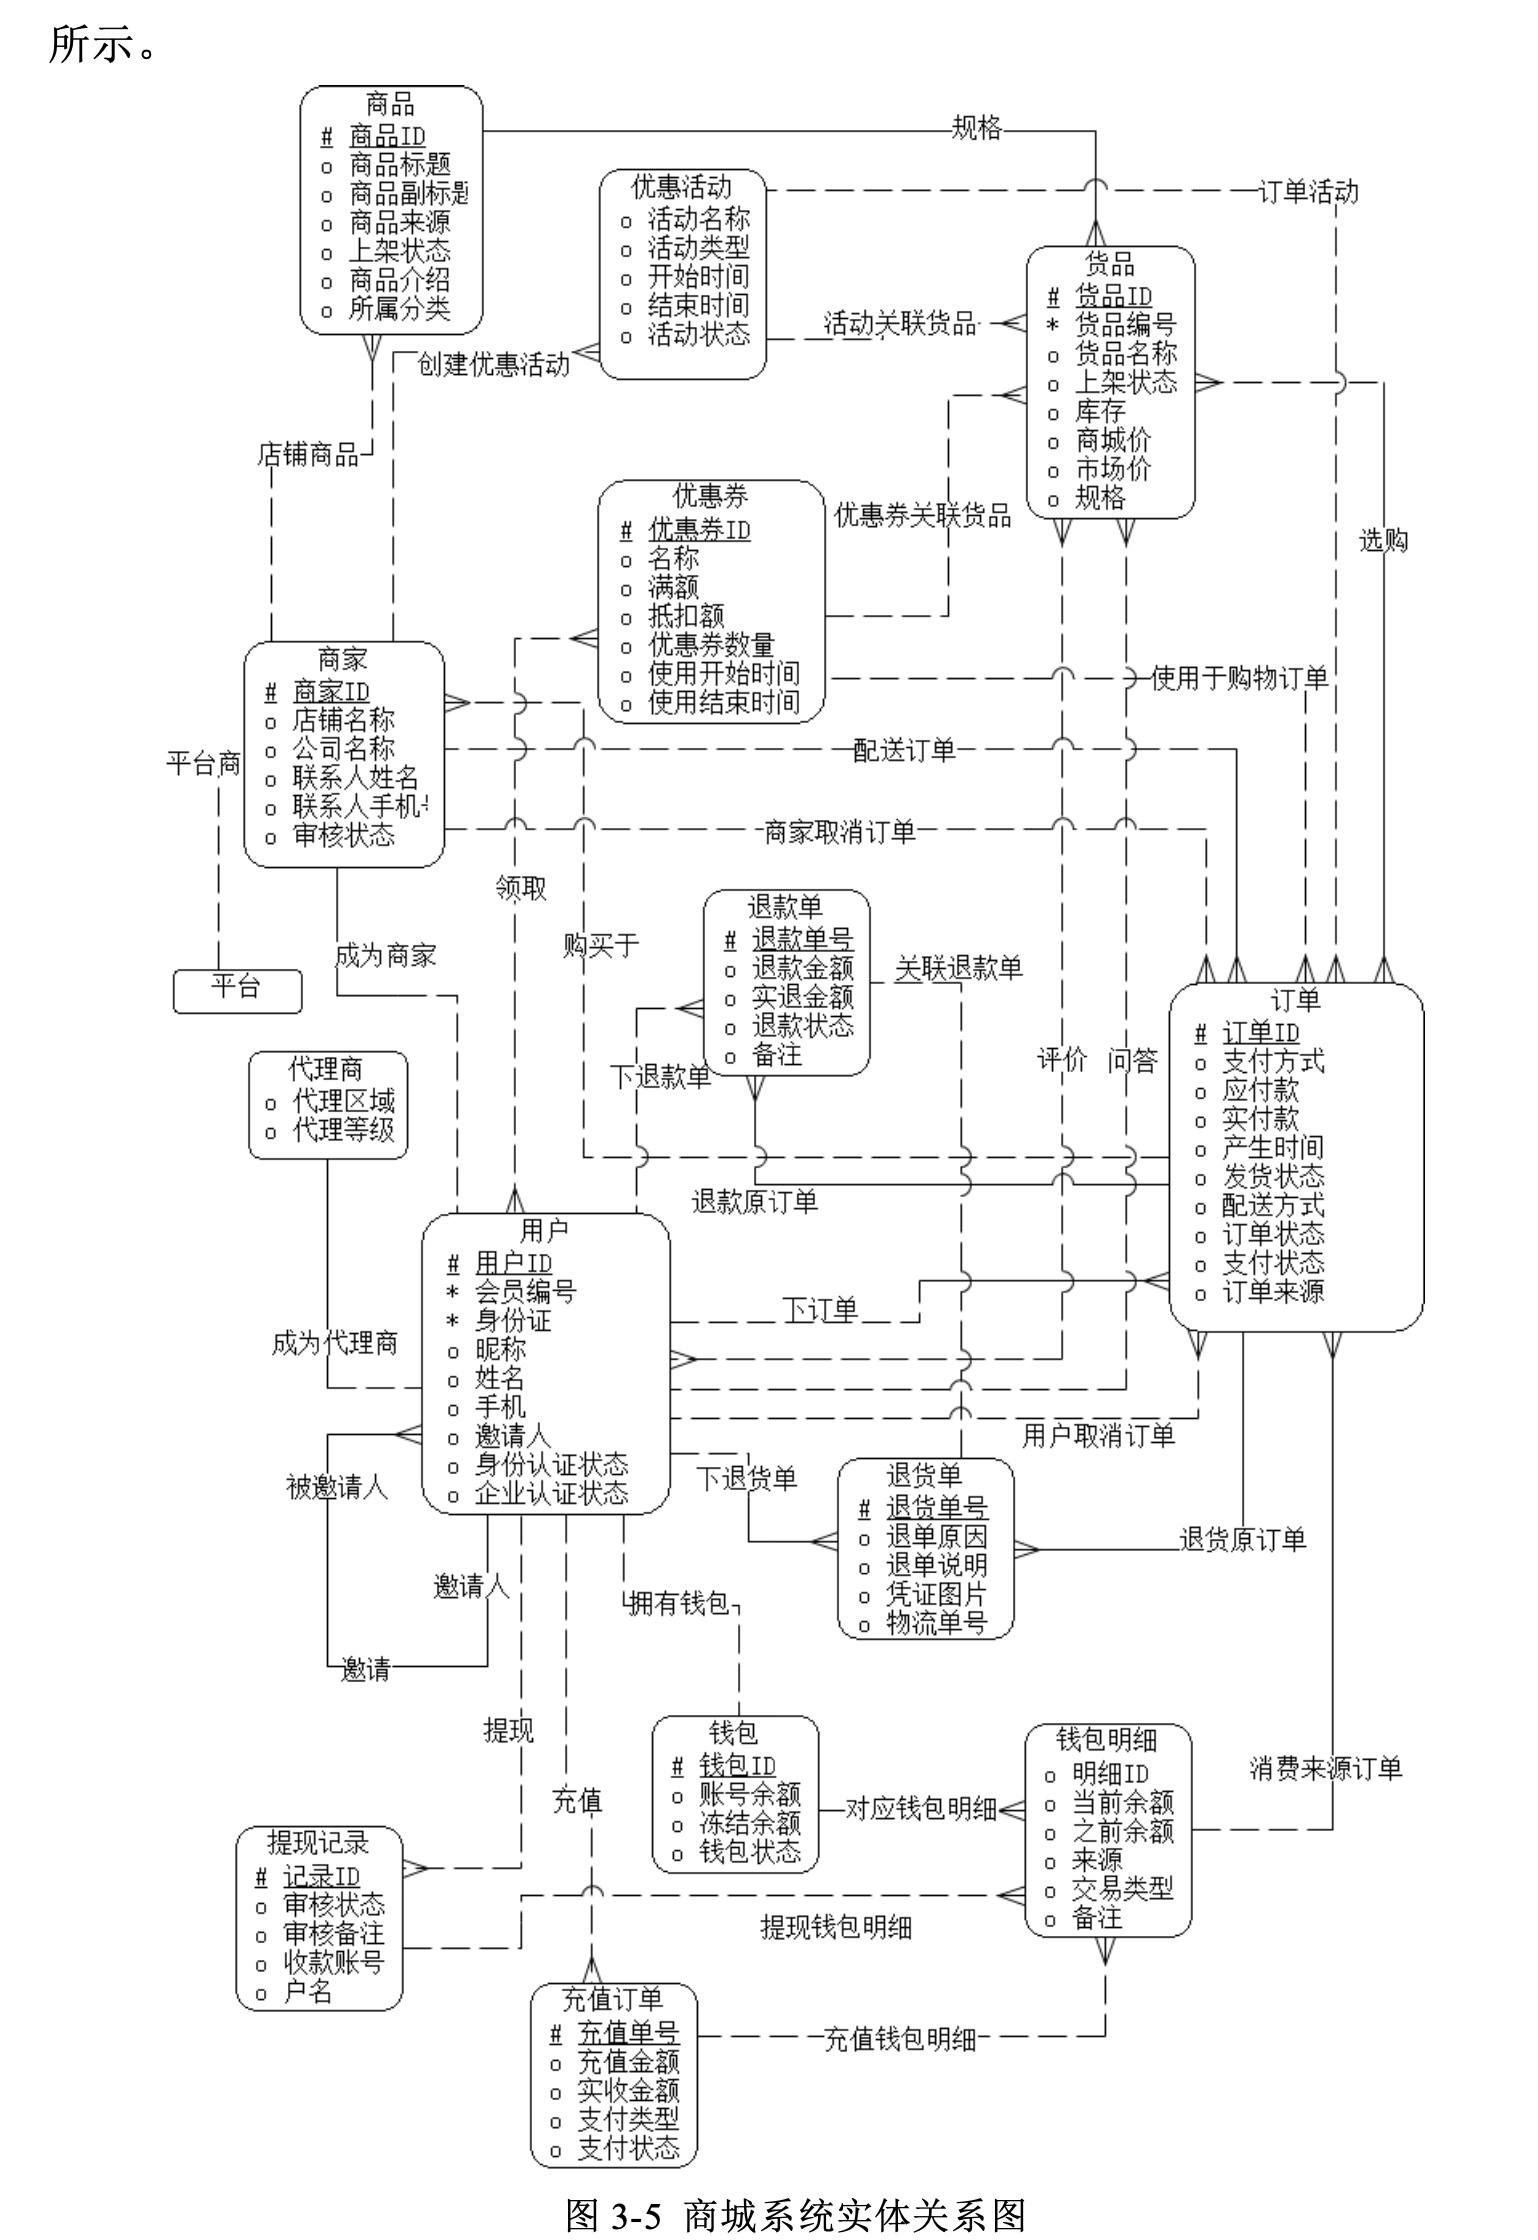 所示。
商品
# 商品ID
o 商品标题
o 商品副标题
o 商品来源
o 上架状态
o 商品介绍
o 所属分类
规格
优惠活动
o 活动名称
o 活动类型
o 开始时间
o 结束时间
o 活动状态
订单活动
货品
# 货品ID
* 货品编号
o 货品名称
o 上架状态
o 库存
o 商城价
o 市场价
o 规格
活动关联货品
创建优惠活动
店铺商品
优惠券
# 优惠券ID
o 名称
o 满额
o 抵扣额
o 优惠券数量
o 使用开始时间
o 使用结束时间
优惠券关联货品
选购
商家
# 商家ID
o 店铺名称
o 公司名称
o 联系人姓名
o 联系人手机
o 审核状态
使用于购物订单
平台商
配送订单
商家取消订单
领取
购买于
成为商家
平台
退款单
# 退款单号
o 退款金额
o 实退金额
o 退款状态
o 备注
关联退款单
订单
# 订单ID
o 支付方式
o 应付款
o 实付款
o 产生时间
o 发货状态
o 配送方式
o 订单状态
o 支付状态
o 订单来源
代理商
o 代理区域
o 代理等级
下退款单
评价
问答
退款原订单
用户
# 用户ID
* 会员编号
* 身份证
o 昵称
o 姓名
o 手机
o 邀请人
o 身份认证状态
o 企业认证状态
下订单
成为代理商
用户取消订单
被邀请人
下退货单
退货单
# 退货单号
o 退单原因
o 退单说明
o 凭证图片
o 物流单号
退货原订单
邀请人
拥有钱包
邀请
提现
钱包
# 钱包ID
o 账号余额
o 冻结余额
o 钱包状态
钱包明细
o 明细ID
o 当前余额
o 之前余额
o 来源
o 交易类型
o 备注
消费来源订单
充值
对应钱包明细
提现记录
# 记录ID
o 审核状态
o 审核备注
o 收款账号
o 户名
提现钱包明细
充值订单
# 充值单号
o 充值金额
o 实收金额
o 支付类型
o 支付状态
充值钱包明细
图 3-5 商城系统实体关系图